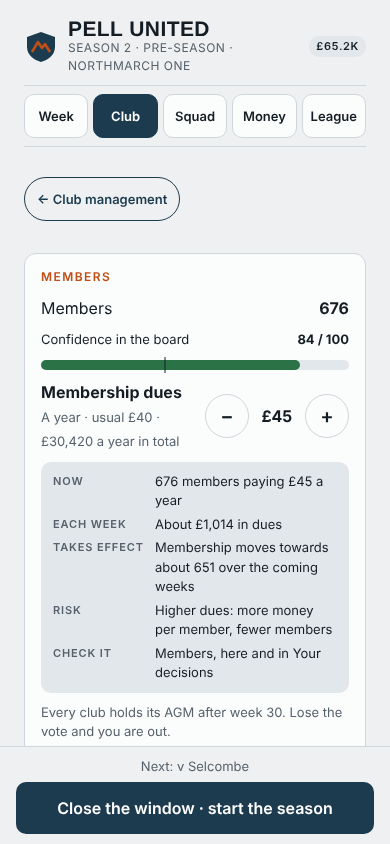 PELL UNITED
SEASON 2 · PRE-SEASON ·
NORTHMARCH ONE
£65.2K
Week
Club
Squad
Money
League
← Club management
MEMBERS
Members
676
Confidence in the board
84 / 100
Membership dues
A year · usual £40 ·
£30,420 a year in total
−
£45
+
NOW
676 members paying £45 a
year
EACH WEEK
About £1,014 in dues
TAKES EFFECT
Membership moves towards
about 651 over the coming
weeks
RISK
Higher dues: more money
per member, fewer members
CHECK IT
Members, here and in Your
decisions
Every club holds its AGM after week 30. Lose the
vote and you are out.
Next: v Selcombe
Close the window · start the season